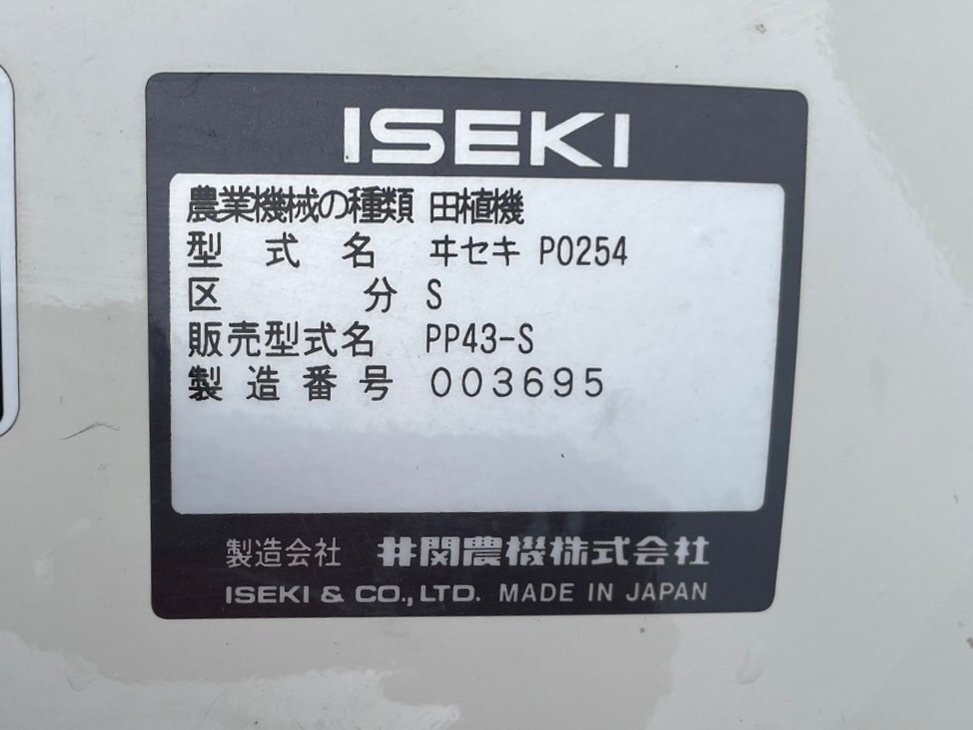 ISEKI
農業機械の種類 田植機
型式名 ヰセキ P0254
区分 S
販売型式名 PP43-S
製造番号 003695
製造会社 井関農機株式会社
ISEKI & CO., LTD. MADE IN JAPAN